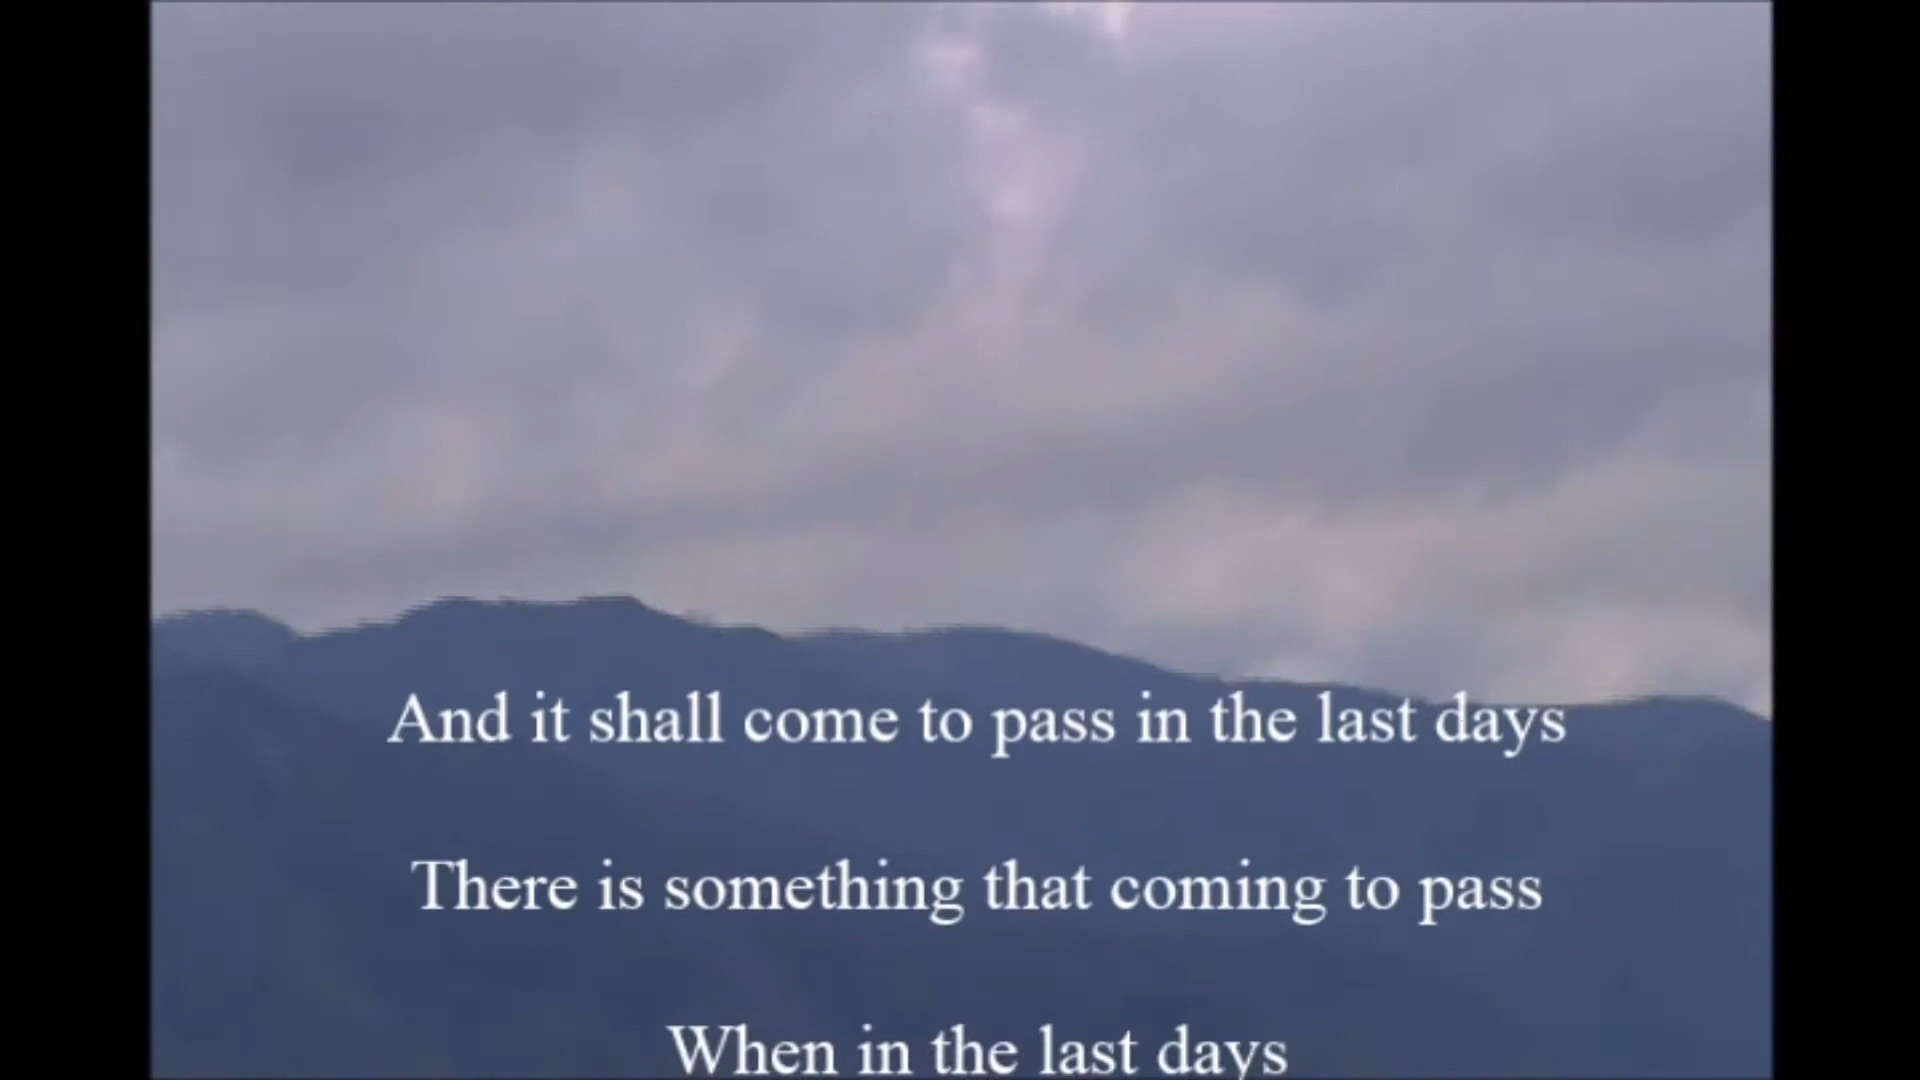 And it shall come to pass in the last days
There is something that coming to pass
When in the last days